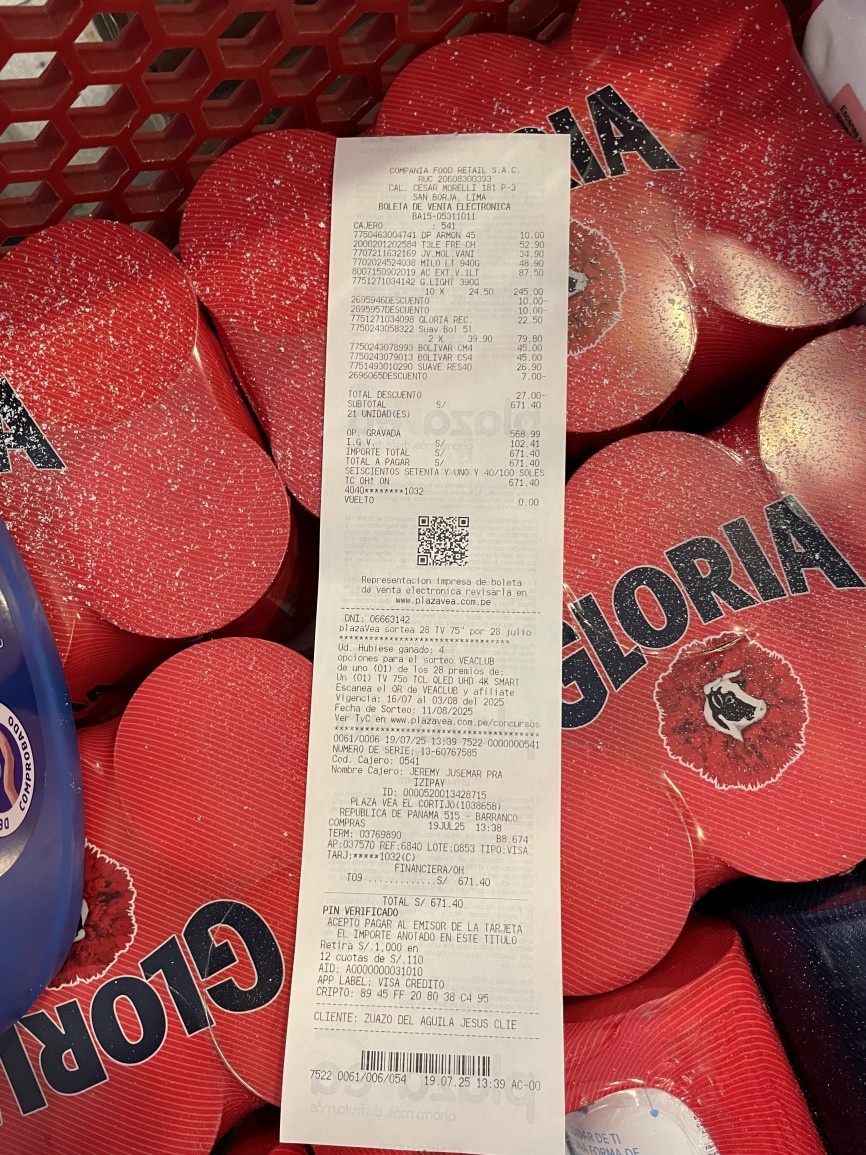 COMPANIA FOOD RETAIL S.A.C.
RUC 20608300393
CAL. CESAR MORELLI 181 P-3
SAN BORJA, LIMA
BOLETA DE VENTA ELECTRONICA
BA15-05311011
CAJERO : 541
7750463004741 DP ARMON 45 10.00
2000201202584 T3LE FRE CH 52.90
7707211632169 JV.MOL.VANI 34.90
7702024524038 MILO LT 940G 48.90
8007150902019 AC EXT.V.1LT 87.50
7751271034142 G.LIGHT 390G
10 X 24.50 245.00
2695946DESCUENTO 10.00-
2695957DESCUENTO 10.00-
7751271034098 GLORIA REC. 22.50
7750243058322 Suav Bol 5l
2 X 39.90 79.80
7750243078993 BOLIVAR CM4 45.00
7750243079013 BOLIVAR CS4 45.00
7751493010290 SUAVE RES40 26.90
2696065DESCUENTO 7.00-
TOTAL DESCUENTO 27.00-
SUBTOTAL S/ 671.40
21 UNIDAD(ES)
OP. GRAVADA 568.99
I.G.V. S/ 102.41
IMPORTE TOTAL S/ 671.40
TOTAL A PAGAR S/ 671.40
SEISCIENTOS SETENTA Y UNO Y 40/100 SOLES
TC OH! ON 671.40
4040********1032
VUELTO 0.00
Representacion impresa de boleta
de venta electronica revisarla en
www.plazavea.com.pe
DNI: 06663142
plazaVea sortea 28 TV 75" por 28 julio
***********************************
Ud. Hubiese ganado: 4
opciones para el sorteo VEACLUB
de uno (01) de los 28 premios de:
Un (01) TV 75o TCL QLED UHD 4K SMART
Escanea el QR de VEACLUB y afiliate
Vigencia: 16/07 al 03/08 del 2025
Fecha de Sorteo: 11/08/2025
Ver TyC en www.plazavea.com.pe/concursos
***********************************
0061/0006 19/07/25 13:39 7522 0000000541
NUMERO DE SERIE: 13-60767585
Cod. Cajero: 0541
Nombre Cajero: JEREMY JUSEMAR PRA
IZIPAY
ID: 0000520013428715
PLAZA VEA EL CORTIJO(1038658)
REPUBLICA DE PANAMA 515 - BARRANCO
COMPRAS 19JUL25 13:38
TERM: 03769890 B8,674
AP:037570 REF:6840 LOTE:0853 TIPO:VISA
TARJ:*****1032(C)
FINANCIERA/OH
T09 .............S/ 671.40
TOTAL S/ 671.40
PIN VERIFICADO
ACEPTO PAGAR AL EMISOR DE LA TARJETA
EL IMPORTE ANOTADO EN ESTE TITULO
Retira S/.1,000 en
12 cuotas de S/.110
AID: A0000000031010
APP LABEL: VISA CREDITO
CRIPTO: 89 45 FF 20 80 38 C4 95
CLIENTE: ZUAZO DEL AGUILA JESUS CLIE
7522 0061/006/054 19.07.25 13:39 AC-00
GLORIA
GLORI
COMPROBADO
IDAR DE TI